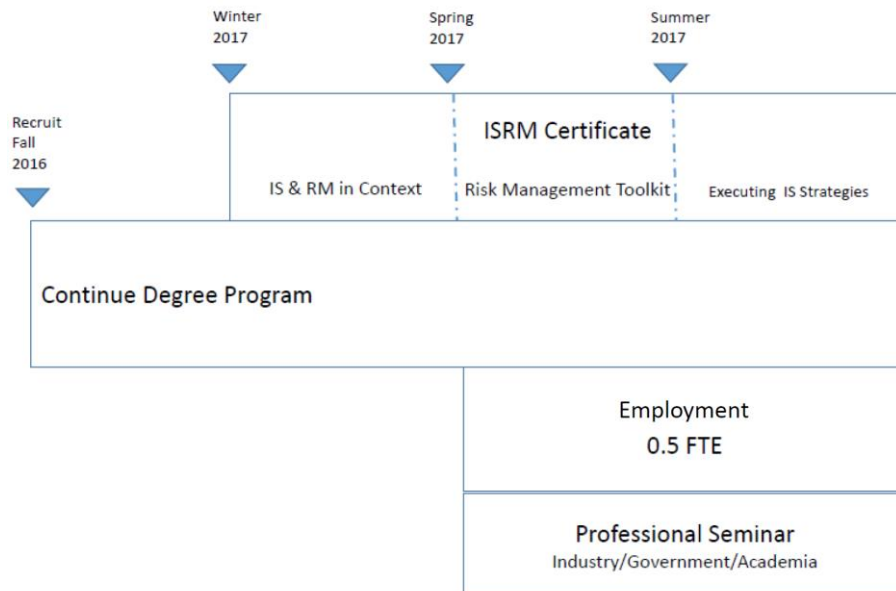 Winter
2017
Spring
2017
Summer
2017
Recruit
Fall
2016
ISRM Certificate
IS & RM in Context
Risk Management Toolkit
Executing IS Strategies
Continue Degree Program
Employment
0.5 FTE
Professional Seminar
Industry/Government/Academia